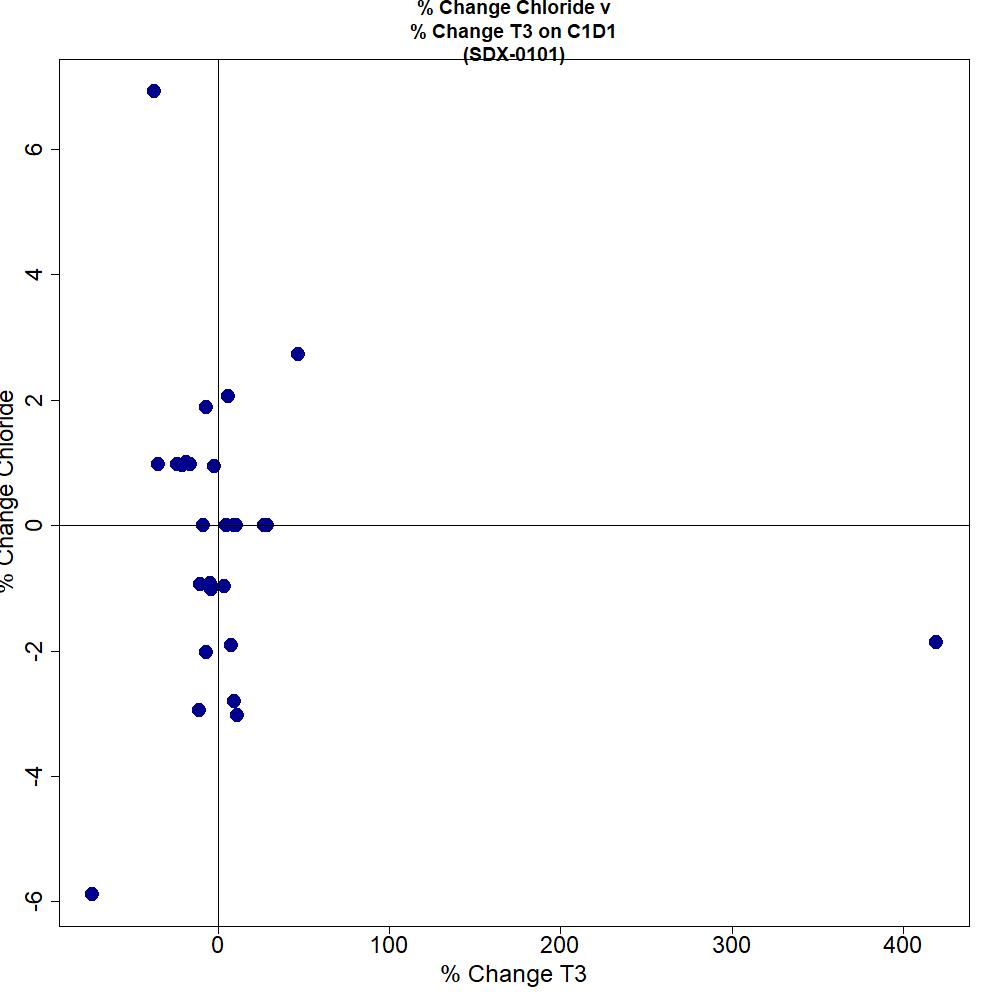 % Change Chloride v
% Change T3 on C1D1
(SDX-0101)
% Change Chloride
6
4
2
0
-2
-4
-6
0
100
200
300
400
% Change T3